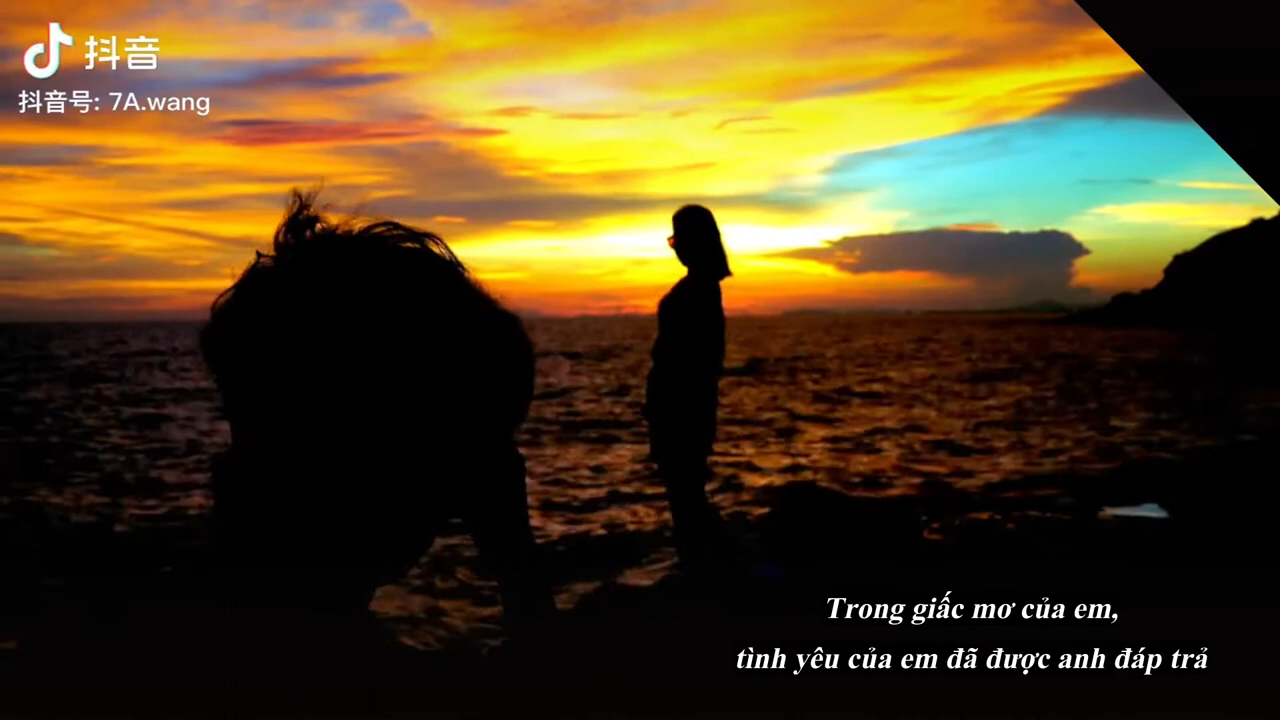 抖音
抖音号: 7A.wang
Trong giấc mơ của em,
tình yêu của em đã được anh đáp trả